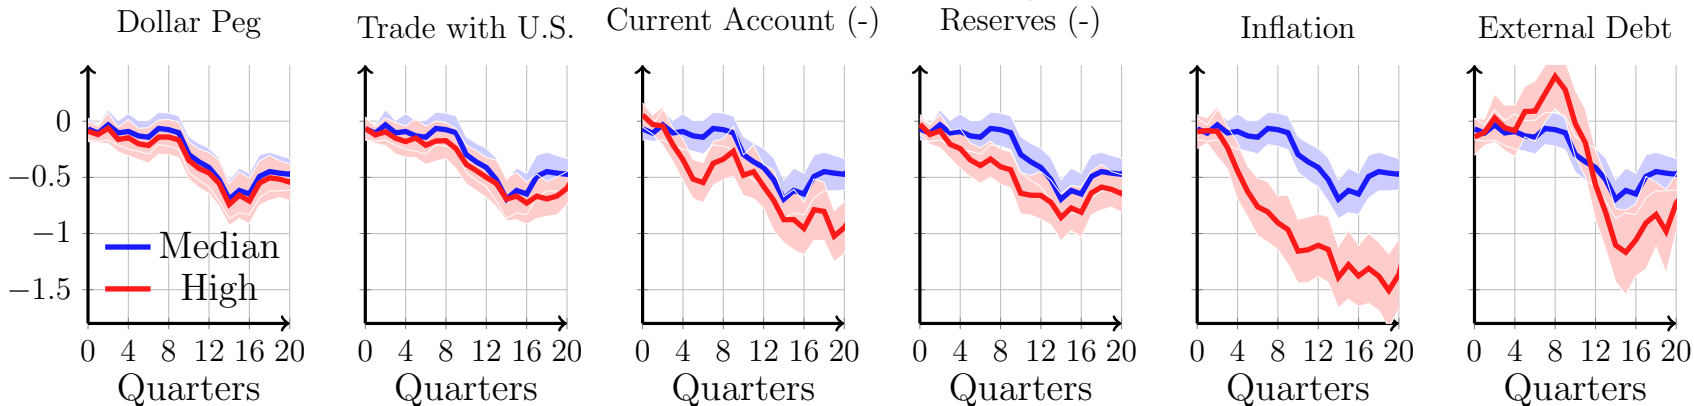 Dollar Peg
Trade with U.S.
Current Account (-)
Reserves (-)
Inflation
External Debt
0
−0.5
−1
−1.5
Median
High
0 4 8 12 16 20
0 4 8 12 16 20
0 4 8 12 16 20
0 4 8 12 16 20
0 4 8 12 16 20
0 4 8 12 16 20
Quarters
Quarters
Quarters
Quarters
Quarters
Quarters